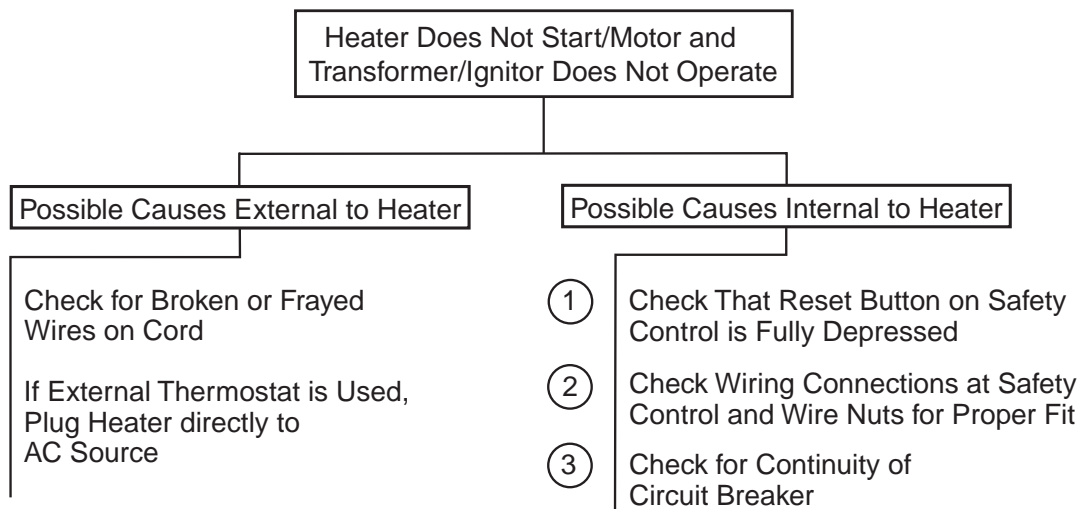 Heater Does Not Start/Motor and
Transformer/Ignitor Does Not Operate
Possible Causes External to Heater
Check for Broken or Frayed
Wires on Cord
If External Thermostat is Used,
Plug Heater directly to
AC Source
Possible Causes Internal to Heater
1 Check That Reset Button on Safety
Control is Fully Depressed
2 Check Wiring Connections at Safety
Control and Wire Nuts for Proper Fit
3 Check for Continuity of
Circuit Breaker